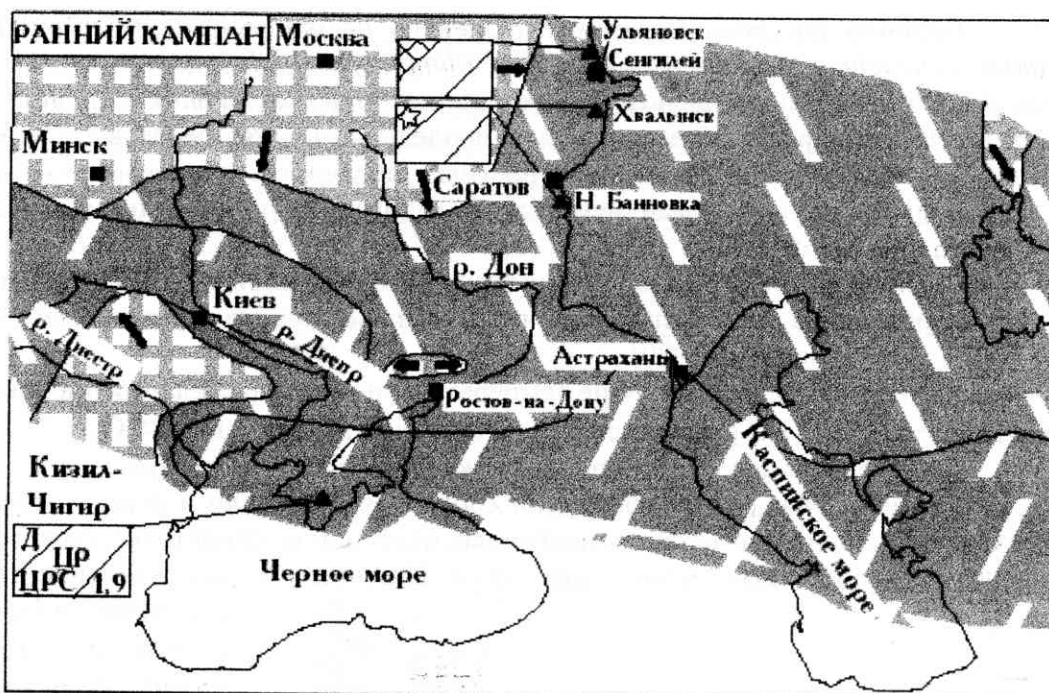 РАННИЙ КАМПАН
Москва
Ульяновск
Сенгилей
Хвалынск
Минск
Саратов
Н. Банновка
р. Дон
Киев
р. Днестр
р. Днепр
Астрахань
Ростов-на-Дону
Каспийское море
Кизил-
Чигир
Д
ЦР
ЦРС 1,9
Черное море